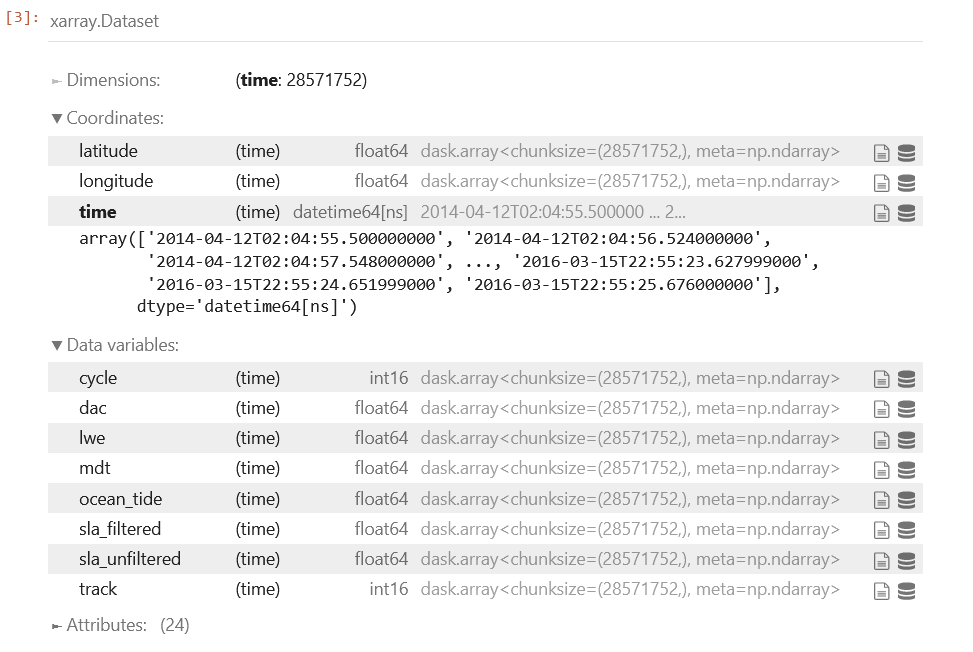 [3]: xarray.Dataset
► Dimensions: (time: 28571752)
▼ Coordinates:
latitude (time) float64 dask.array<chunksize=(28571752,), meta=np.ndarray>
longitude (time) float64 dask.array<chunksize=(28571752,), meta=np.ndarray>
time (time) datetime64[ns] 2014-04-12T02:04:55.500000 ... 2...
array(['2014-04-12T02:04:55.500000000', '2014-04-12T02:04:56.524000000',
'2014-04-12T02:04:57.548000000', ..., '2016-03-15T22:55:23.627999000',
'2016-03-15T22:55:24.651999000', '2016-03-15T22:55:25.676000000'],
dtype='datetime64[ns]')
▼ Data variables:
cycle (time) int16 dask.array<chunksize=(28571752,), meta=np.ndarray>
dac (time) float64 dask.array<chunksize=(28571752,), meta=np.ndarray>
lwe (time) float64 dask.array<chunksize=(28571752,), meta=np.ndarray>
mdt (time) float64 dask.array<chunksize=(28571752,), meta=np.ndarray>
ocean_tide (time) float64 dask.array<chunksize=(28571752,), meta=np.ndarray>
sla_filtered (time) float64 dask.array<chunksize=(28571752,), meta=np.ndarray>
sla_unfiltered (time) float64 dask.array<chunksize=(28571752,), meta=np.ndarray>
track (time) int16 dask.array<chunksize=(28571752,), meta=np.ndarray>
► Attributes: (24)